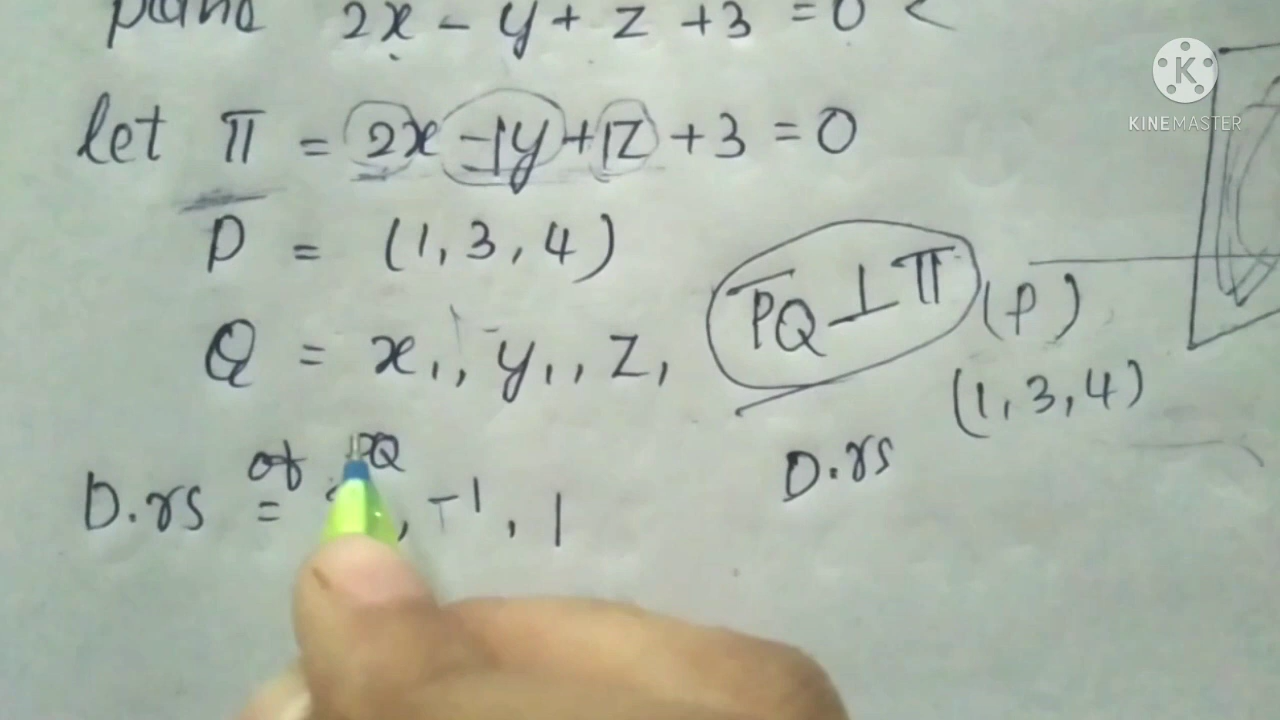 plane 2x - y + z + 3 = 0
let π = 2x - 1y + 1z + 3 = 0
P = (1, 3, 4)
Q = x₁, y₁, z₁
PQ ⊥ π
(P)
(1, 3, 4)
D.rs of PQ = , -1, 1
D.rs
KINEMASTER